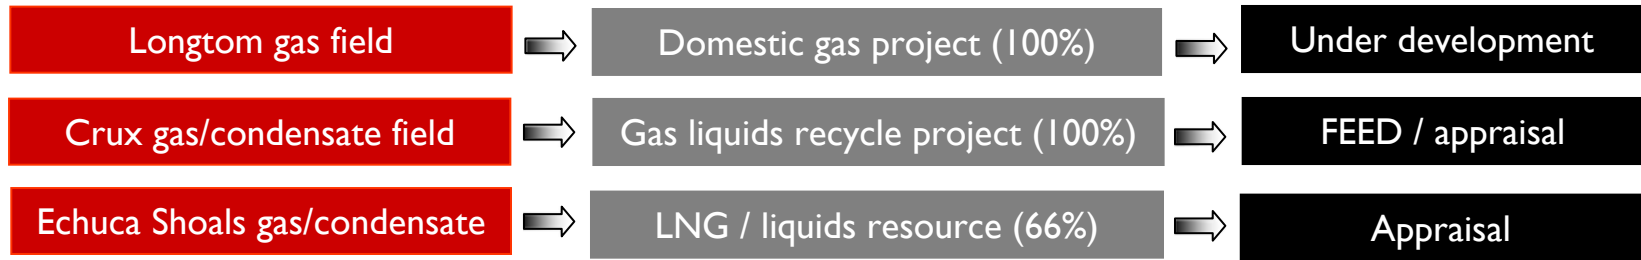 Longtom gas field
Domestic gas project (100%)
Under development
Crux gas/condensate field
Gas liquids recycle project (100%)
FEED / appraisal
Echuca Shoals gas/condensate
LNG / liquids resource (66%)
Appraisal